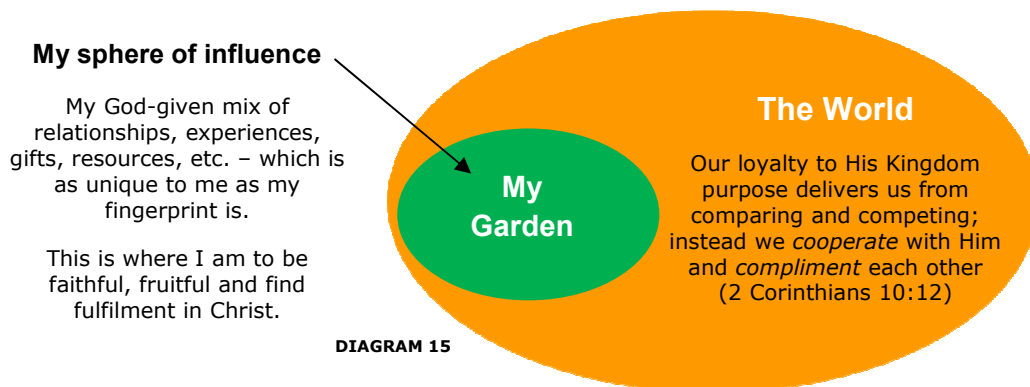 My sphere of influence
My God-given mix of
relationships, experiences,
gifts, resources, etc. – which is
as unique to me as my
fingerprint is.
This is where I am to be
faithful, fruitful and find
fulfilment in Christ.
My
Garden
The World
Our loyalty to His Kingdom
purpose delivers us from
comparing and competing;
instead we cooperate with Him
and compliment each other
(2 Corinthians 10:12)
DIAGRAM 15